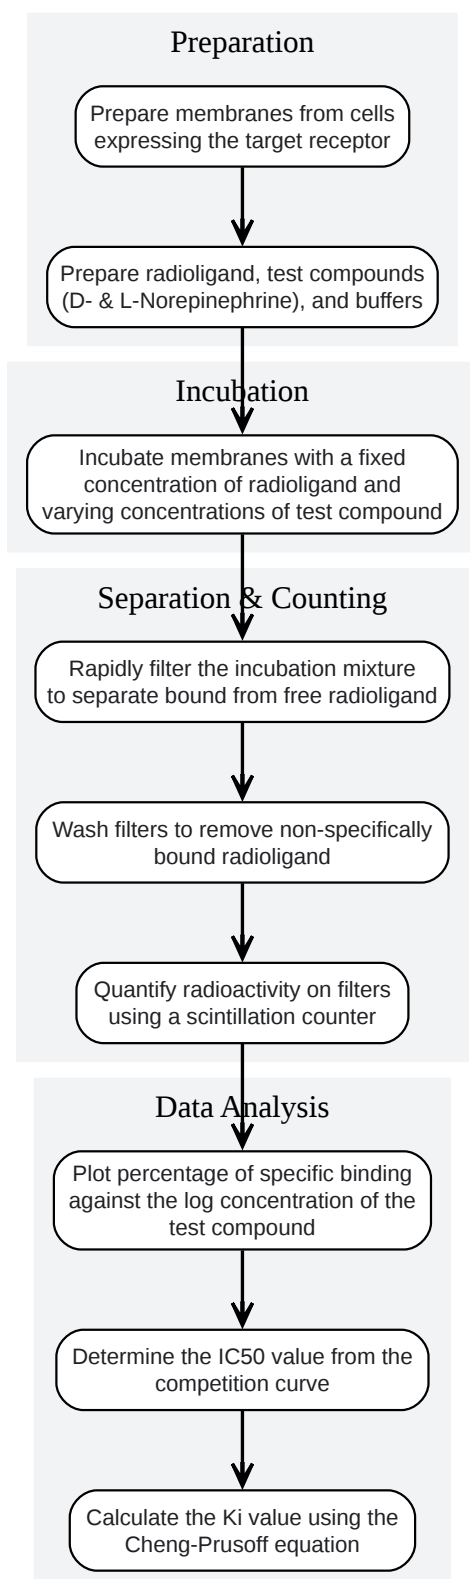 Preparation
Prepare membranes from cells
expressing the target receptor
Prepare radioligand, test compounds
(D- & L-Norepinephrine), and buffers
Incubation
Incubate membranes with a fixed
concentration of radioligand and
varying concentrations of test compound
Separation & Counting
Rapidly filter the incubation mixture
to separate bound from free radioligand
Wash filters to remove non-specifically
bound radioligand
Quantify radioactivity on filters
using a scintillation counter
Data Analysis
Plot percentage of specific binding
against the log concentration of the
test compound
Determine the IC50 value from the
competition curve
Calculate the Ki value using the
Cheng-Prusoff equation